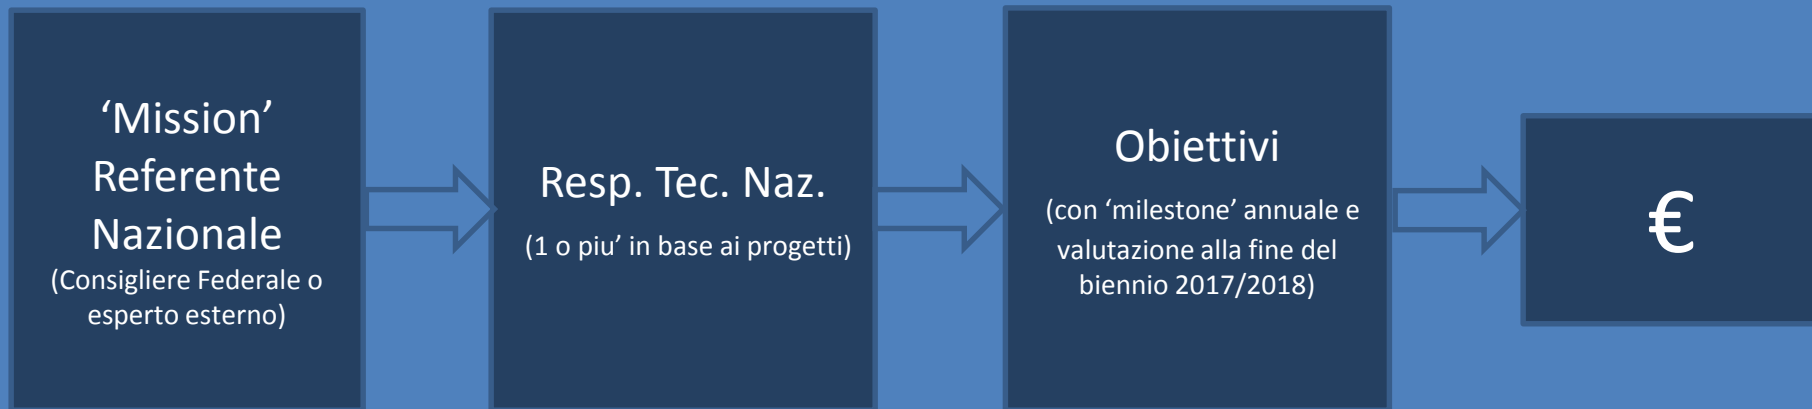 ‘Mission’
Referente
Nazionale
(Consigliere Federale o
esperto esterno)
Resp. Tec. Naz.
(1 o piu’ in base ai progetti)
Obiettivi
(con ‘milestone’ annuale e
valutazione alla fine del
biennio 2017/2018)
€